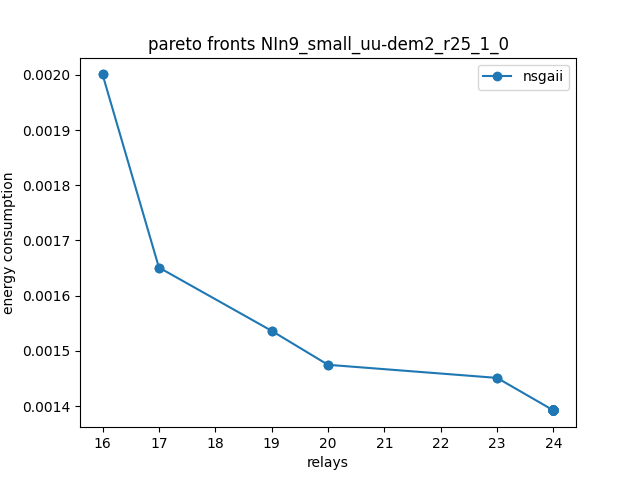 pareto fronts NIn9_small_uu-dem2_r25_1_0
nsgaii
energy consumption
0.0020
0.0019
0.0018
0.0017
0.0016
0.0015
0.0014
16 17 18 19 20 21 22 23 24
relays